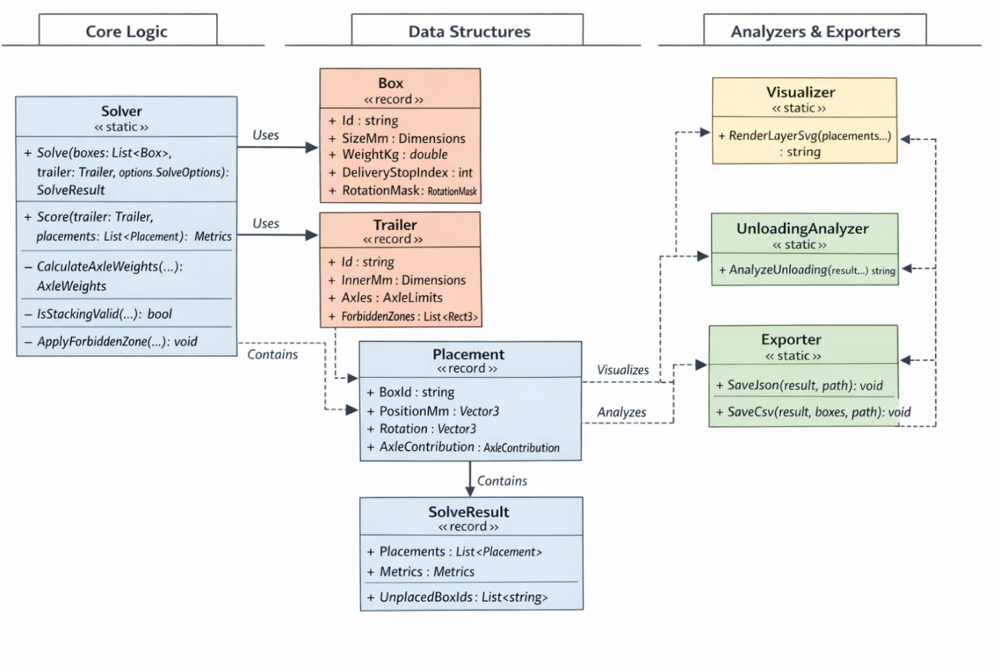 Core Logic
Data Structures
Analyzers & Exporters
Solver
<< static >>
+ Solve(boxes: List<Box>,
trailer: Trailer, options.SolveOptions):
SolveResult
+ Score(trailer: Trailer,
placements: List<Placement): Metrics
– CalculateAxleWeights(...):
AxleWeights
– IsStackingValid(...): bool
– ApplyForbiddenZone(...): void
Uses
Uses
Contains
Box
<< record >>
+ Id : string
+ SizeMm : Dimensions
+ WeightKg : double
+ DeliveryStopIndex : int
+ RotationMask: RotationMask
Trailer
<< record >>
+ Id : string
+ InnerMm : Dimensions
+ Axles : AxleLimits
+ ForbiddenZones : List<Rect3>
Placement
<< record >>
+ BoxId : string
+ PositionMm : Vector3
+ Rotation : Vector3
+ AxleContribution : AxleContribution
Contains
SolveResult
<< record >>
+ Placements : List<Placement>
+ Metrics : Metrics
+ UnplacedBoxIds: List<string>
Visualizes
Analyzes
Visualizer
<< static >>
+ RenderLayerSvg(placements...)
: string
UnloadingAnalyzer
<< static >>
+ AnalyzeUnloading(result...) string
Exporter
<< static >>
+ SaveJson(result, path): void
+ SaveCsv(result, boxes, path): void